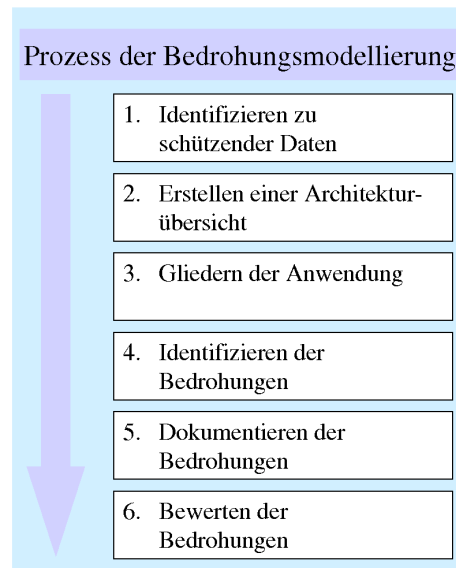 Prozess der Bedrohungsmodellierung
1. Identifizieren zu
schützender Daten
2. Erstellen einer Architektur-
übersicht
3. Gliedern der Anwendung
4. Identifizieren der
Bedrohungen
5. Dokumentieren der
Bedrohungen
6. Bewerten der
Bedrohungen